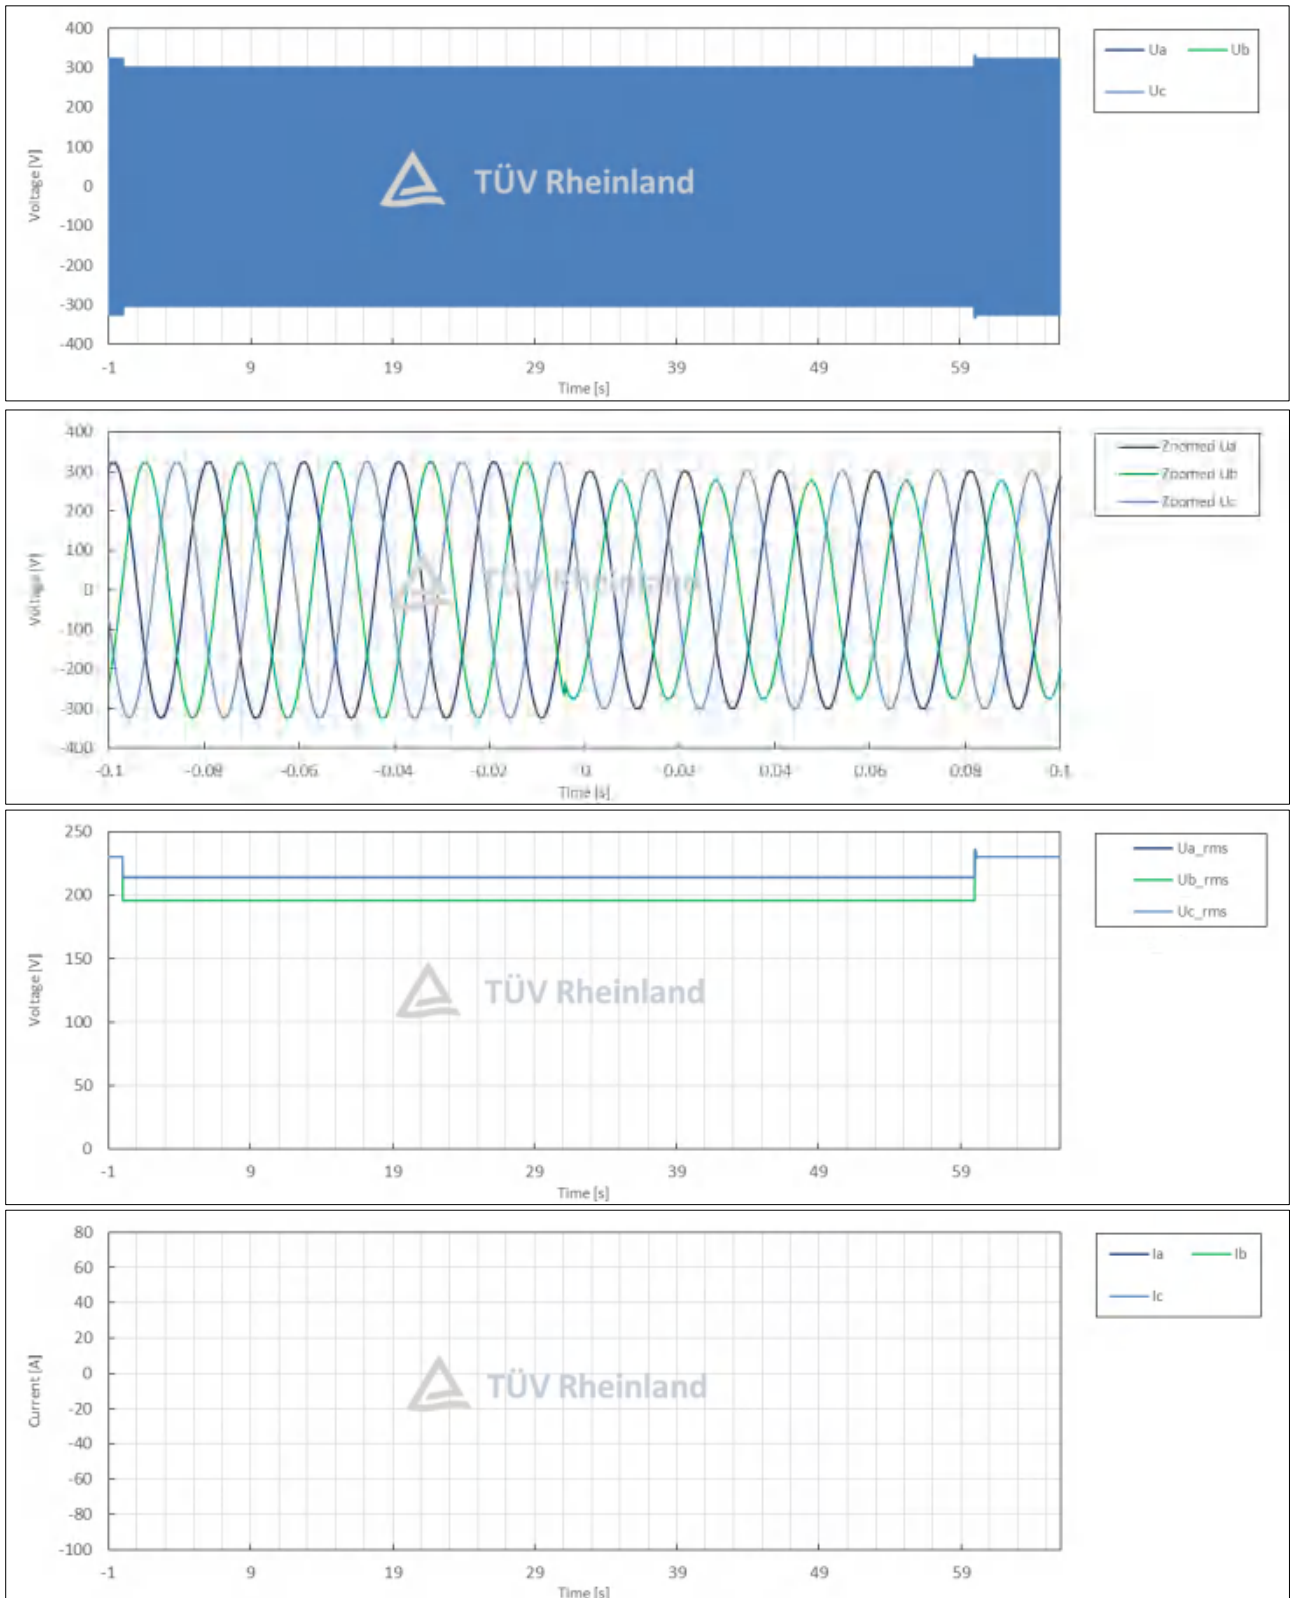 400
300
200
100
0
-100
-200
-300
-400
Voltage [V]
-1 9 19 29 39 49 59
Time [s]
Ua Ub
Uc
TÜV Rheinland
400
300
200
100
0
-100
-200
-300
-400
Voltage [V]
-0.1 -0.08 -0.06 -0.04 -0.02 0 0.02 0.04 0.06 0.08 0.1
Time [s]
Zoomed Ua
Zoomed Ub
Zoomed Uc
TÜV Rheinland
250
200
150
100
50
0
Voltage [V]
-1 9 19 29 39 49 59
Time [s]
Ua_rms
Ub_rms
Uc_rms
TÜV Rheinland
80
60
40
20
0
-20
-40
-60
-80
-100
Current [A]
-1 9 19 29 39 49 59
Time [s]
Ia Ib
Ic
TÜV Rheinland